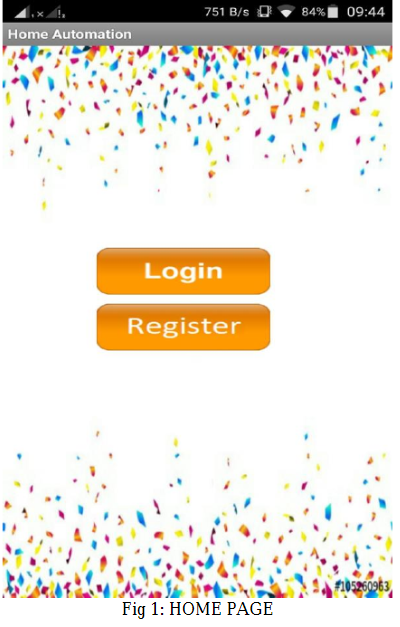 751 B/s 84% 09:44
Home Automation
Login
Register
#105260963
Fig 1: HOME PAGE